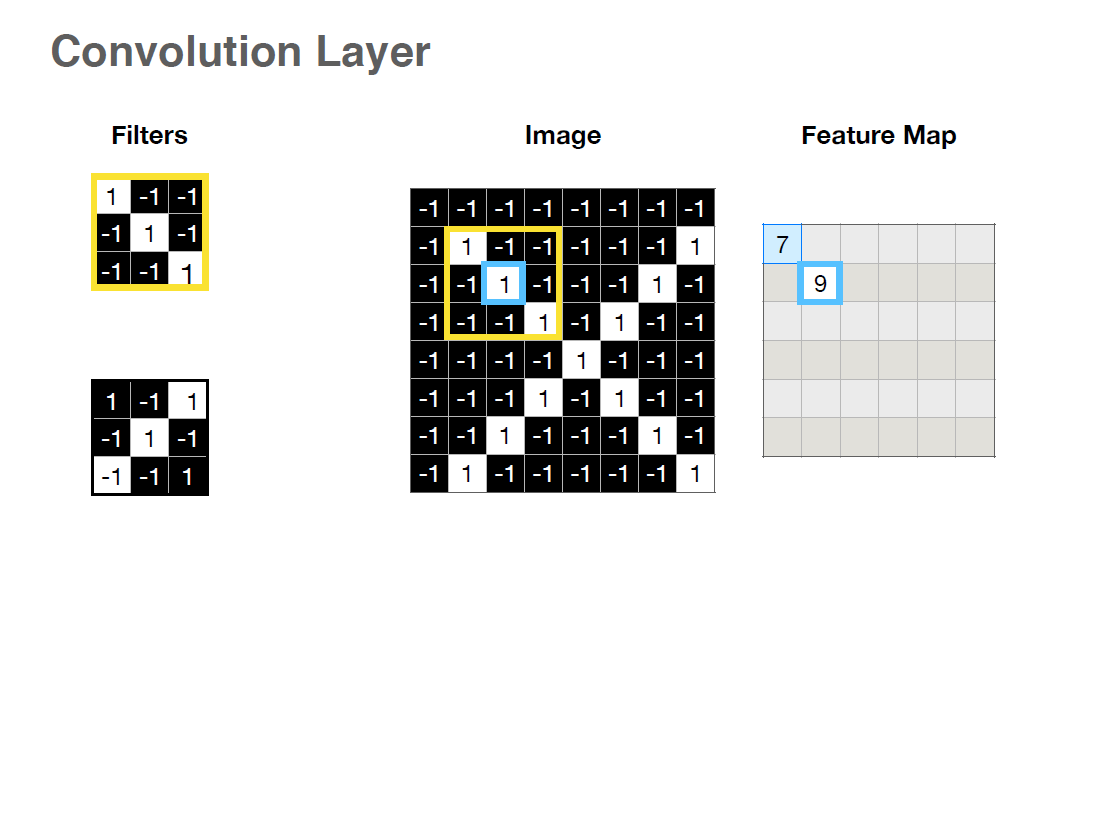 Convolution Layer
Filters
Image
Feature Map
1 -1 -1
-1 1 -1
-1 -1 1
1 -1 1
-1 1 -1
-1 -1 1
-1 -1 -1 -1 -1 -1 -1 -1
-1 1 -1 -1 -1 -1 -1 1
-1 -1 1 -1 -1 -1 1 -1
-1 -1 -1 1 -1 1 -1 -1
-1 -1 -1 -1 1 -1 -1 -1
-1 -1 -1 1 -1 1 -1 -1
-1 -1 1 -1 -1 -1 1 -1
-1 1 -1 -1 -1 -1 -1 1
7
9